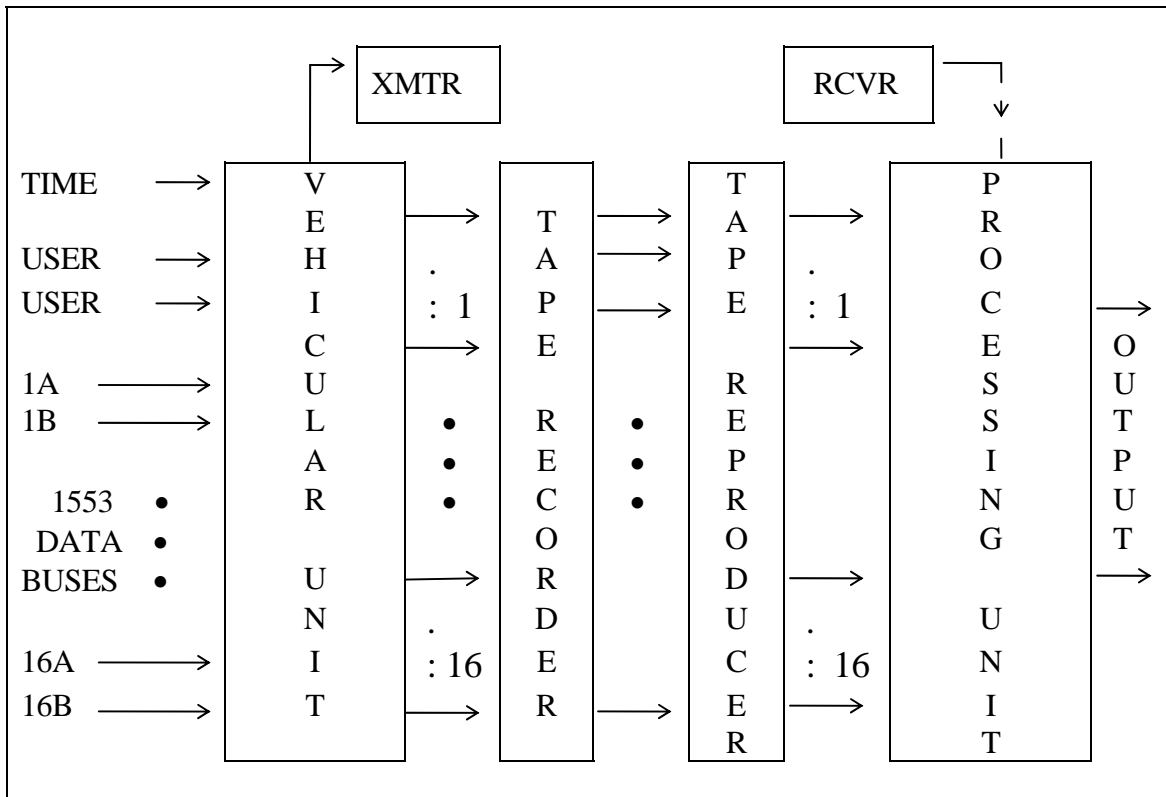 XMTR
RCVR
TIME
USER
USER
1A
1B
1553
DATA
BUSES
16A
16B
VEHICULAR UNIT
: 1
: 16
TAPE RECORDER
TAPE REPRODUCER
: 1
: 16
PROCESSING UNIT
OUTPUT